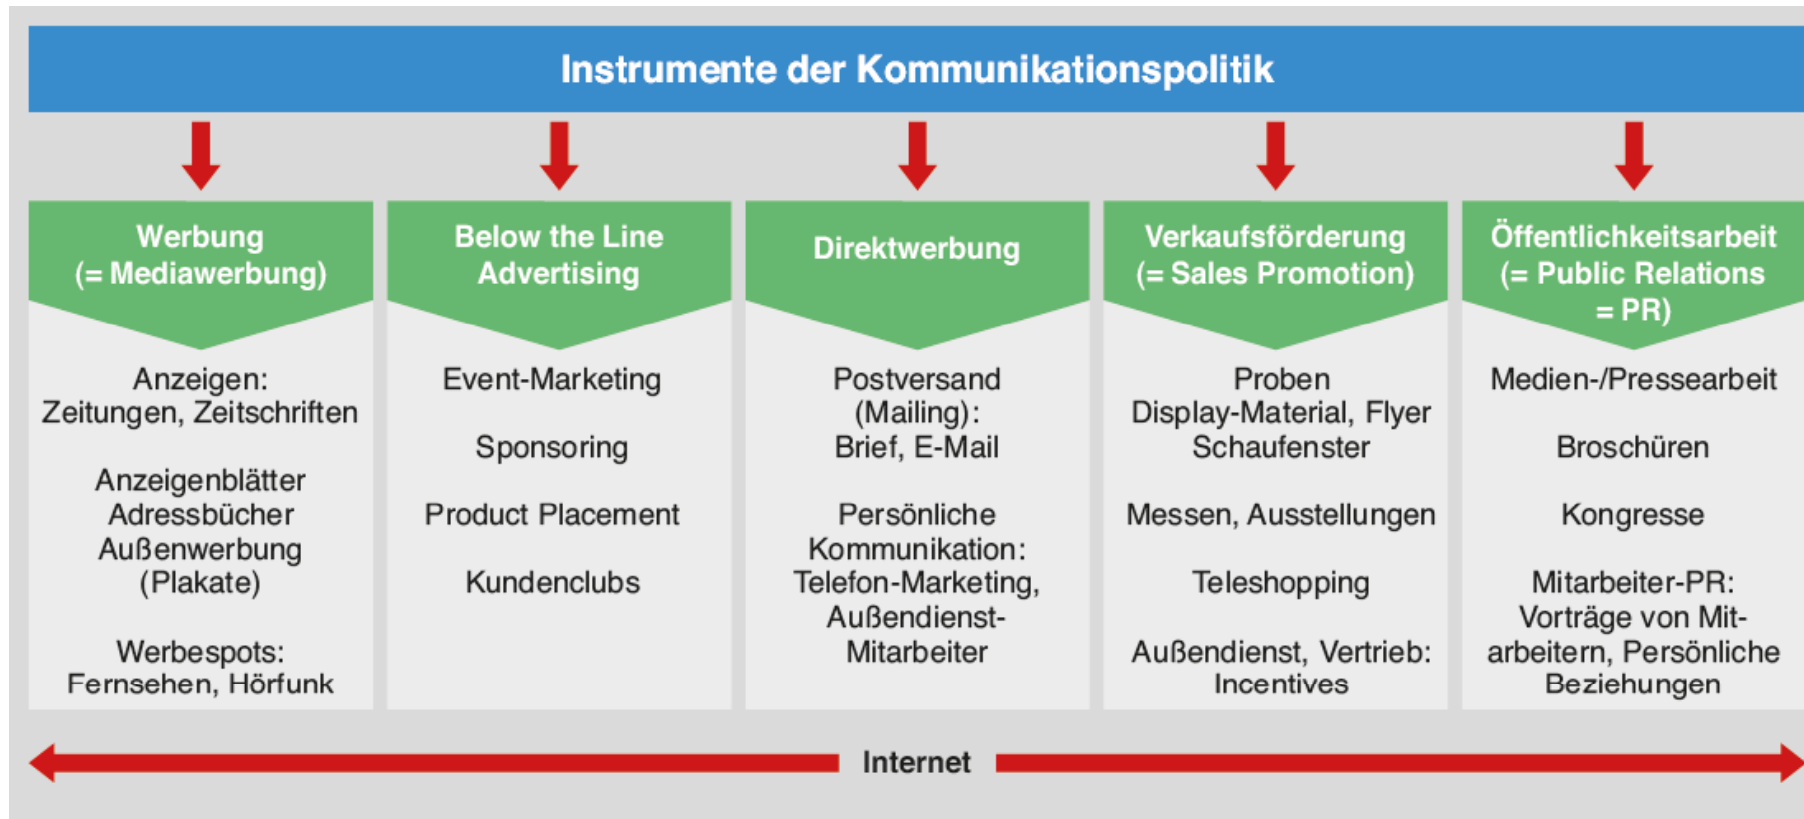 Instrumente der Kommunikationspolitik
Werbung
(= Mediawerbung)
Anzeigen:
Zeitungen, Zeitschriften
Anzeigenblätter
Adressbücher
Außenwerbung
(Plakate)
Werbespots:
Fernsehen, Hörfunk
Below the Line
Advertising
Event-Marketing
Sponsoring
Product Placement
Kundenclubs
Direktwerbung
Postversand
(Mailing):
Brief, E-Mail
Persönliche
Kommunikation:
Telefon-Marketing,
Außendienst-
Mitarbeiter
Verkaufsförderung
(= Sales Promotion)
Proben
Display-Material, Flyer
Schaufenster
Messen, Ausstellungen
Teleshopping
Außendienst, Vertrieb:
Incentives
Öffentlichkeitsarbeit
(= Public Relations
= PR)
Medien-/Pressearbeit
Broschüren
Kongresse
Mitarbeiter-PR:
Vorträge von Mit-
arbeitern, Persönliche
Beziehungen
Internet